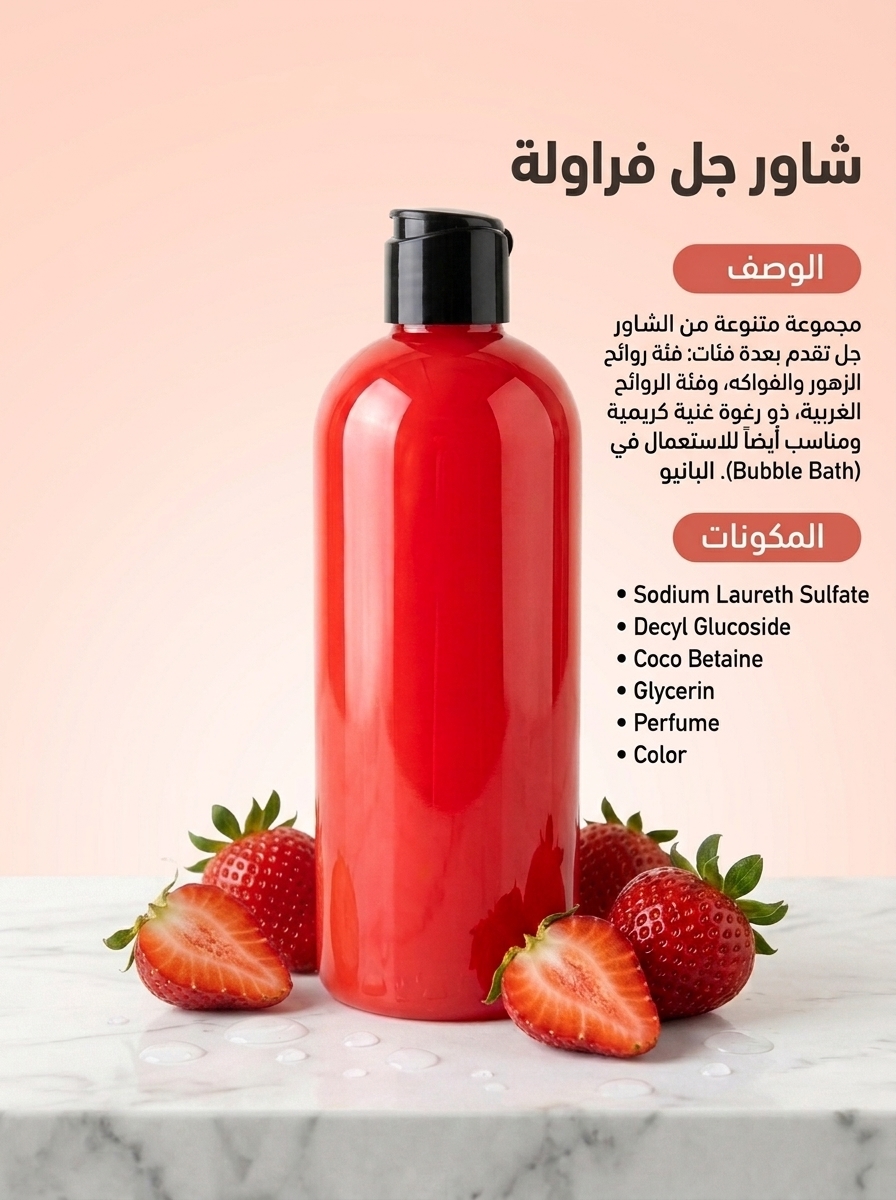 شاور جل فراولة
الوصف
مجموعة متنوعة من الشاور
جل تقدم بعدة فئات: فئة روائح
الزهور والفواكه، وفئة الروائح
الغربية، ذو رغوة غنية كريمية
ومناسب أيضاً للاستعمال في
(Bubble Bath). البانيو
المكونات
• Sodium Laureth Sulfate
• Decyl Glucoside
• Coco Betaine
• Glycerin
• Perfume
• Color